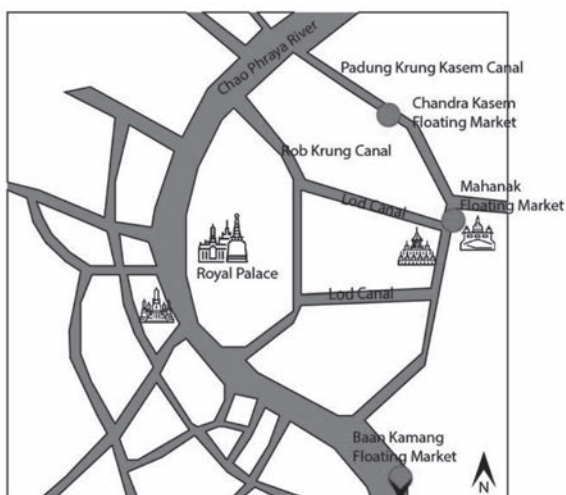 Chao Phraya River
Padung Krung Kasem Canal
Chandra Kasem
Floating Market
Rob Krung Canal
Mahanak
Floating Market
Lod Canal
Royal Palace
Lod Canal
Baan Kamang
Floating Market
N